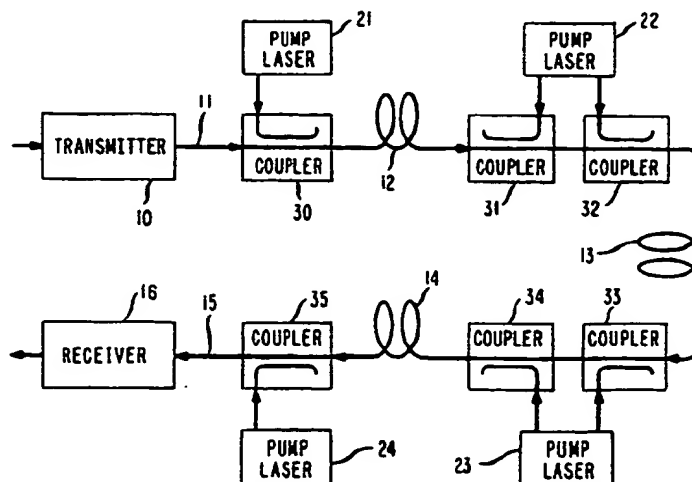 21
PUMP
LASER
22
PUMP
LASER
11
TRANSMITTER
10
COUPLER
30
12
COUPLER
31
COUPLER
32
13
16
RECEIVER
15
35
COUPLER
14
34
COUPLER
33
COUPLER
PUMP
LASER
24
23
PUMP
LASER